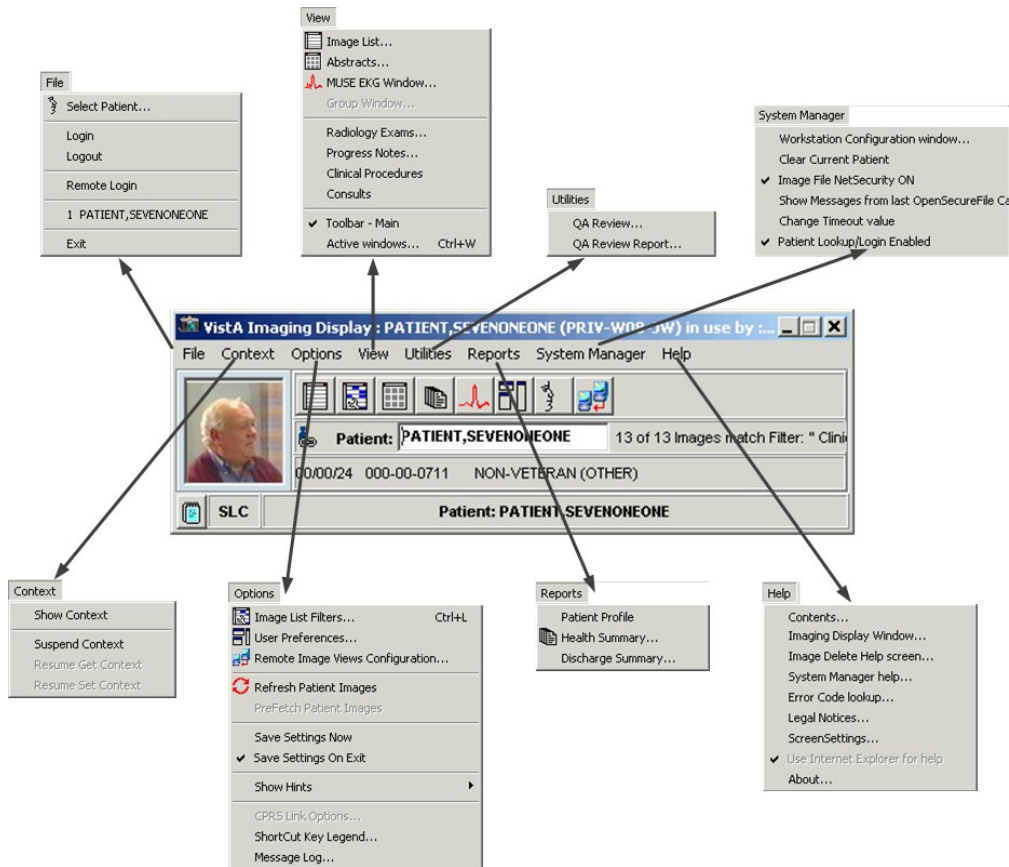 View
Image List...
Abstracts...
MUSE EKG Window...
Group Window...
Radiology Exams...
Progress Notes...
Clinical Procedures
Consults
Toolbar - Main
Active windows... Ctrl+W
File
Select Patient...
Login
Logout
Remote Login
1 PATIENT,SEVENONEONE
Exit
Utilities
QA Review...
QA Review Report...
System Manager
Workstation Configuration window...
Clear Current Patient
Image File NetSecurity ON
Show Messages from last OpenSecureFile Ca
Change Timeout value
Patient Lookup/Login Enabled
VistA Imaging Display : PATIENT,SEVENONEONE (PRIV-W08-JW) in use by :...
File Context Options View Utilities Reports System Manager Help
Patient: PATIENT,SEVENONEONE 13 of 13 Images match Filter: " Clini
00/00/24 000-00-0711 NON-VETERAN (OTHER)
SLC Patient: PATIENT,SEVENONEONE
Context
Show Context
Suspend Context
Resume Get Context
Resume Set Context
Options
Image List Filters... Ctrl+L
User Preferences...
Remote Image Views Configuration...
Refresh Patient Images
PreFetch Patient Images
Save Settings Now
Save Settings On Exit
Show Hints
CPRS Link Options...
ShortCut Key Legend...
Message Log...
Reports
Patient Profile
Health Summary...
Discharge Summary...
Help
Contents...
Imaging Display Window...
Image Delete Help screen...
System Manager help...
Error Code lookup...
Legal Notices...
ScreenSettings...
Use Internet Explorer for help
About...